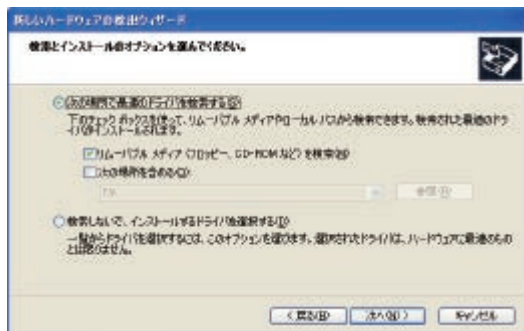 新しいハードウェアの検出ウィザード
検索とインストールのオプションを選んでください。
次の場所で最適のドライバを検索する(S)
下のチェック ボックスを使って、リムーバブル メディアやローカル パスから検索できます。検索された最適のドラ
イバがインストールされます。
リムーバブル メディア (フロッピー、CD-ROM など) を検索(M)
次の場所を含める(O):
参照(R)
検索しないで、インストールするドライバを選択する(D)
一覧からドライバを選択するには、このオプションを選びます。選択されたドライバは、ハードウェアに最適のもの
とは限りません。
< 戻る(B)
次へ(N) >
キャンセル